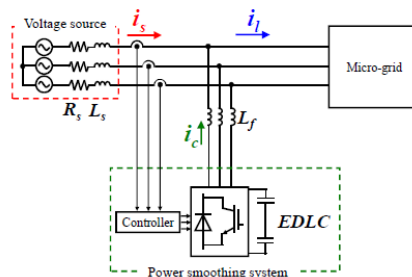 Voltage source
i_s
i_l
Micro-grid
R_s L_s
L_f
i_c
Controller
EDLC
Power smoothing system